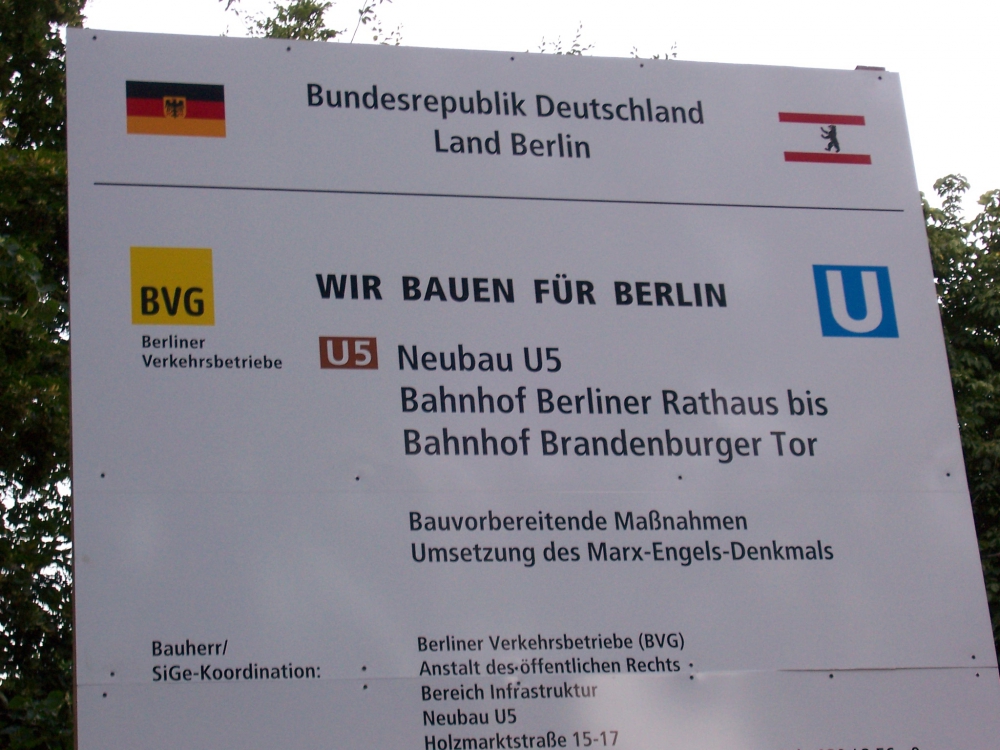 Bundesrepublik Deutschland
Land Berlin
BVG
Berliner
Verkehrsbetriebe
WIR BAUEN FÜR BERLIN
U
U5 Neubau U5
Bahnhof Berliner Rathaus bis
Bahnhof Brandenburger Tor
Bauvorbereitende Maßnahmen
Umsetzung des Marx-Engels-Denkmals
Bauherr/
SiGe-Koordination:
Berliner Verkehrsbetriebe (BVG)
Anstalt des öffentlichen Rechts
Bereich Infrastruktur
Neubau U5
Holzmarktstraße 15-17